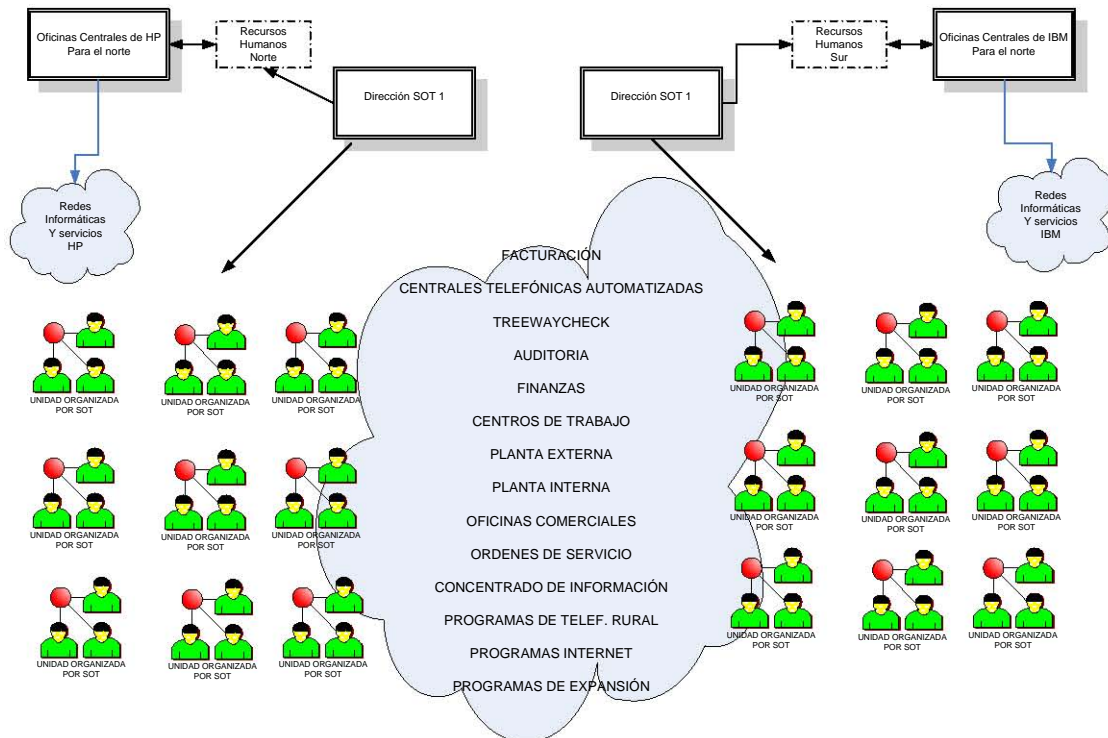 Oficinas Centrales de HP
Para el norte
Recursos
Humanos
Norte
Dirección SOT 1
Dirección SOT 1
Recursos
Humanos
Sur
Oficinas Centrales de IBM
Para el norte
Redes
Informáticas
Y servicios
HP
Redes
Informáticas
Y servicios
IBM
FACTURACIÓN
CENTRALES TELEFÓNICAS AUTOMATIZADAS
TREEWAYCHECK
AUDITORIA
FINANZAS
CENTROS DE TRABAJO
PLANTA EXTERNA
PLANTA INTERNA
OFICINAS COMERCIALES
ORDENES DE SERVICIO
CONCENTRADO DE INFORMACIÓN
PROGRAMAS DE TELEF. RURAL
PROGRAMAS INTERNET
PROGRAMAS DE EXPANSIÓN
UNIDAD ORGANIZADA
POR SOT
UNIDAD ORGANIZADA
POR SOT
UNIDAD ORGANIZADA
POR SOT
UNIDAD ORGANIZADA
POR SOT
UNIDAD ORGANIZADA
POR SOT
UNIDAD ORGANIZADA
POR SOT
UNIDAD ORGANIZADA
POR SOT
UNIDAD ORGANIZADA
POR SOT
UNIDAD ORGANIZADA
POR SOT
UNIDAD ORGANIZADA
POR SOT
UNIDAD ORGANIZADA
POR SOT
UNIDAD ORGANIZADA
POR SOT
UNIDAD ORGANIZADA
POR SOT
UNIDAD ORGANIZADA
POR SOT
UNIDAD ORGANIZADA
POR SOT
UNIDAD ORGANIZADA
POR SOT
UNIDAD ORGANIZADA
POR SOT
UNIDAD ORGANIZADA
POR SOT